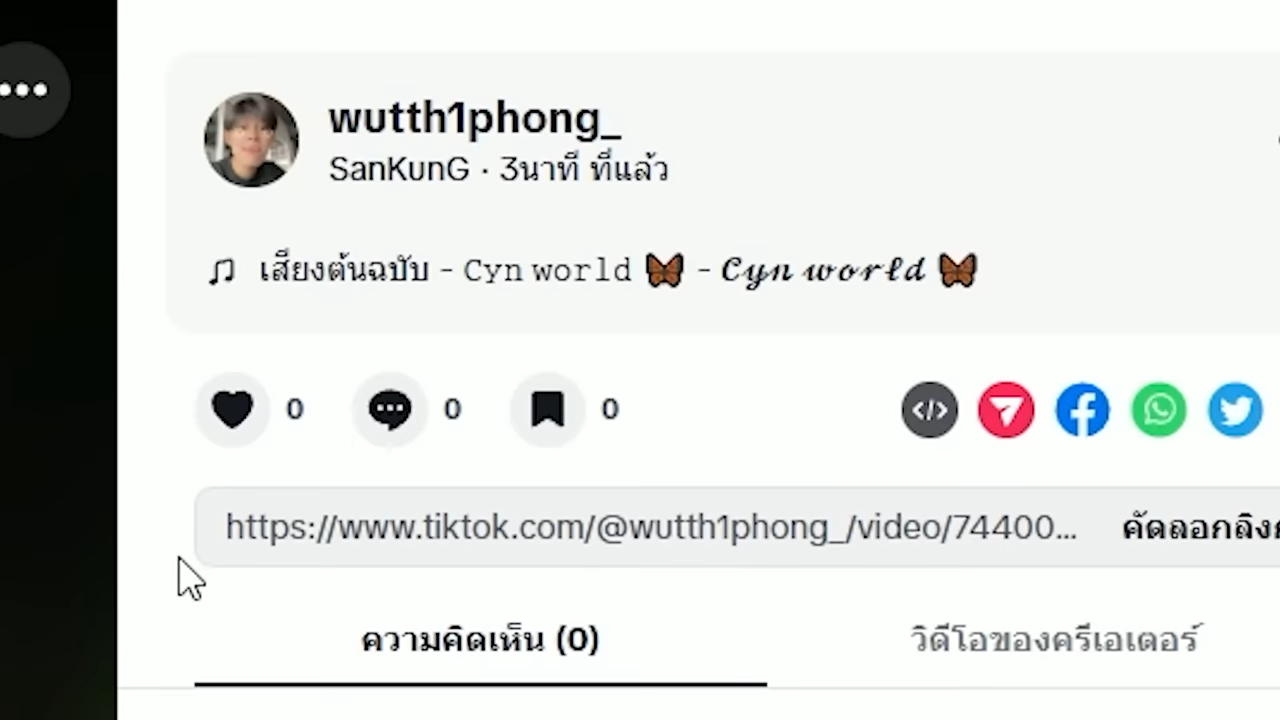 wutth1phong_
SanKunG · 3นาที ที่แล้ว
เสียงต้นฉบับ - Cyn world 🦋 - 𝓒𝔂𝓷 𝔀𝓸𝓻𝓵𝓭 🦋
0 0 0
https://www.tiktok.com/@wutth1phong_/video/74400... คัดลอกลิงก์
ความคิดเห็น (0) วิดีโอของครีเอเตอร์